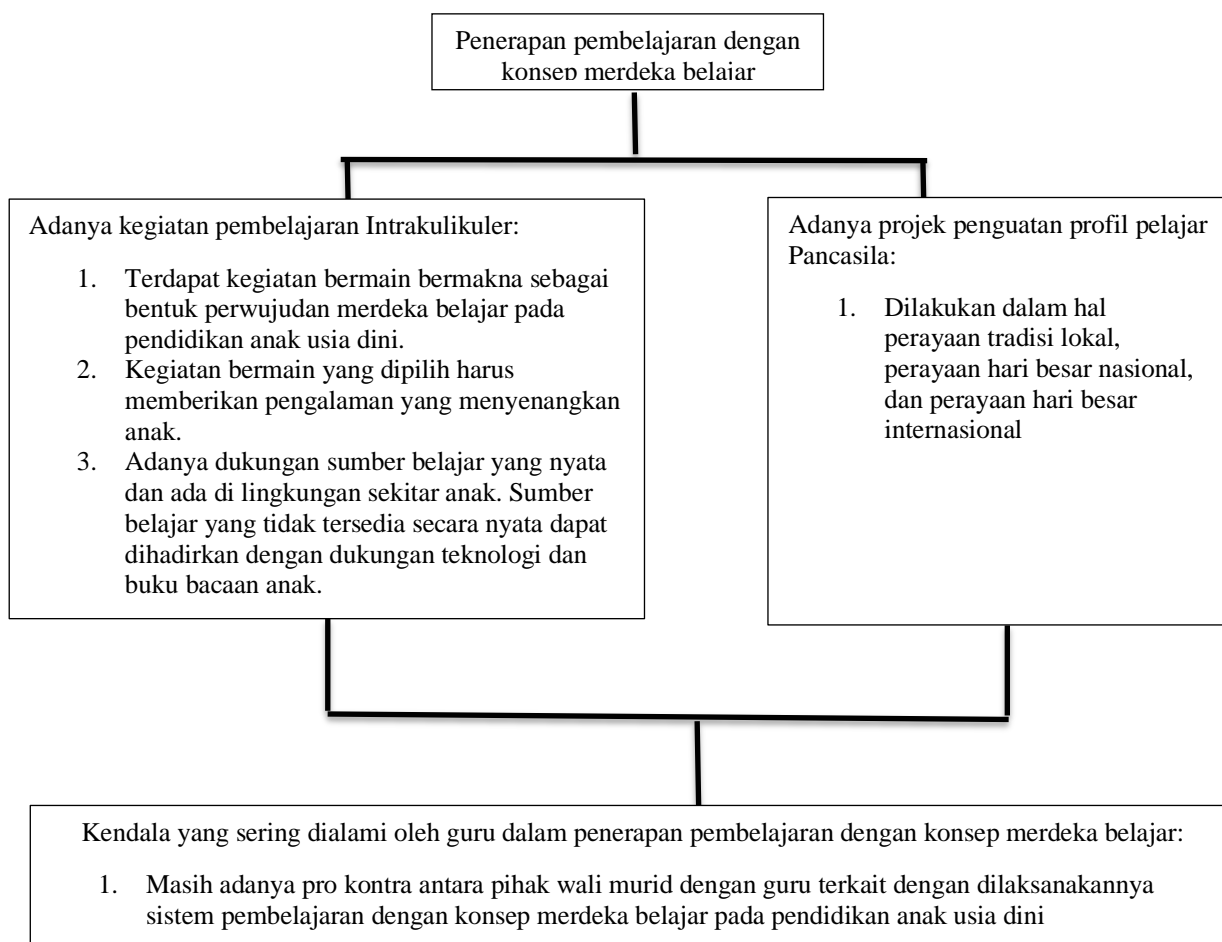 Penerapan pembelajaran dengan
konsep merdeka belajar
Adanya kegiatan pembelajaran Intrakulikuler:
1. Terdapat kegiatan bermain bermakna sebagai
bentuk perwujudan merdeka belajar pada
pendidikan anak usia dini.
2. Kegiatan bermain yang dipilih harus
memberikan pengalaman yang menyenangkan
anak.
3. Adanya dukungan sumber belajar yang nyata
dan ada di lingkungan sekitar anak. Sumber
belajar yang tidak tersedia secara nyata dapat
dihadirkan dengan dukungan teknologi dan
buku bacaan anak.
Adanya projek penguatan profil pelajar
Pancasila:
1. Dilakukan dalam hal
perayaan tradisi lokal,
perayaan hari besar nasional,
dan perayaan hari besar
internasional
Kendala yang sering dialami oleh guru dalam penerapan pembelajaran dengan konsep merdeka belajar:
1. Masih adanya pro kontra antara pihak wali murid dengan guru terkait dengan dilaksanakannya
sistem pembelajaran dengan konsep merdeka belajar pada pendidikan anak usia dini